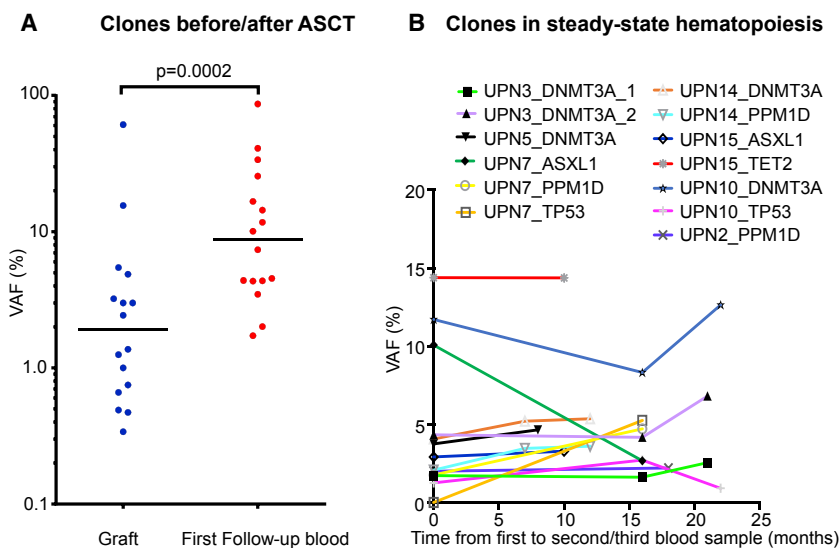 A Clones before/after ASCT
p=0.0002
100
10
1.0
0.1
VAF (%)
Graft First Follow-up blood
B Clones in steady-state hematopoiesis
UPN3_DNMT3A_1
UPN3_DNMT3A_2
UPN5_DNMT3A
UPN7_ASXL1
UPN7_PPM1D
UPN7_TP53
UPN14_DNMT3A
UPN14_PPM1D
UPN15_ASXL1
UPN15_TET2
UPN10_DNMT3A
UPN10_TP53
UPN2_PPM1D
20
15
10
5
0
VAF (%)
0 5 10 15 20 25
Time from first to second/third blood sample (months)